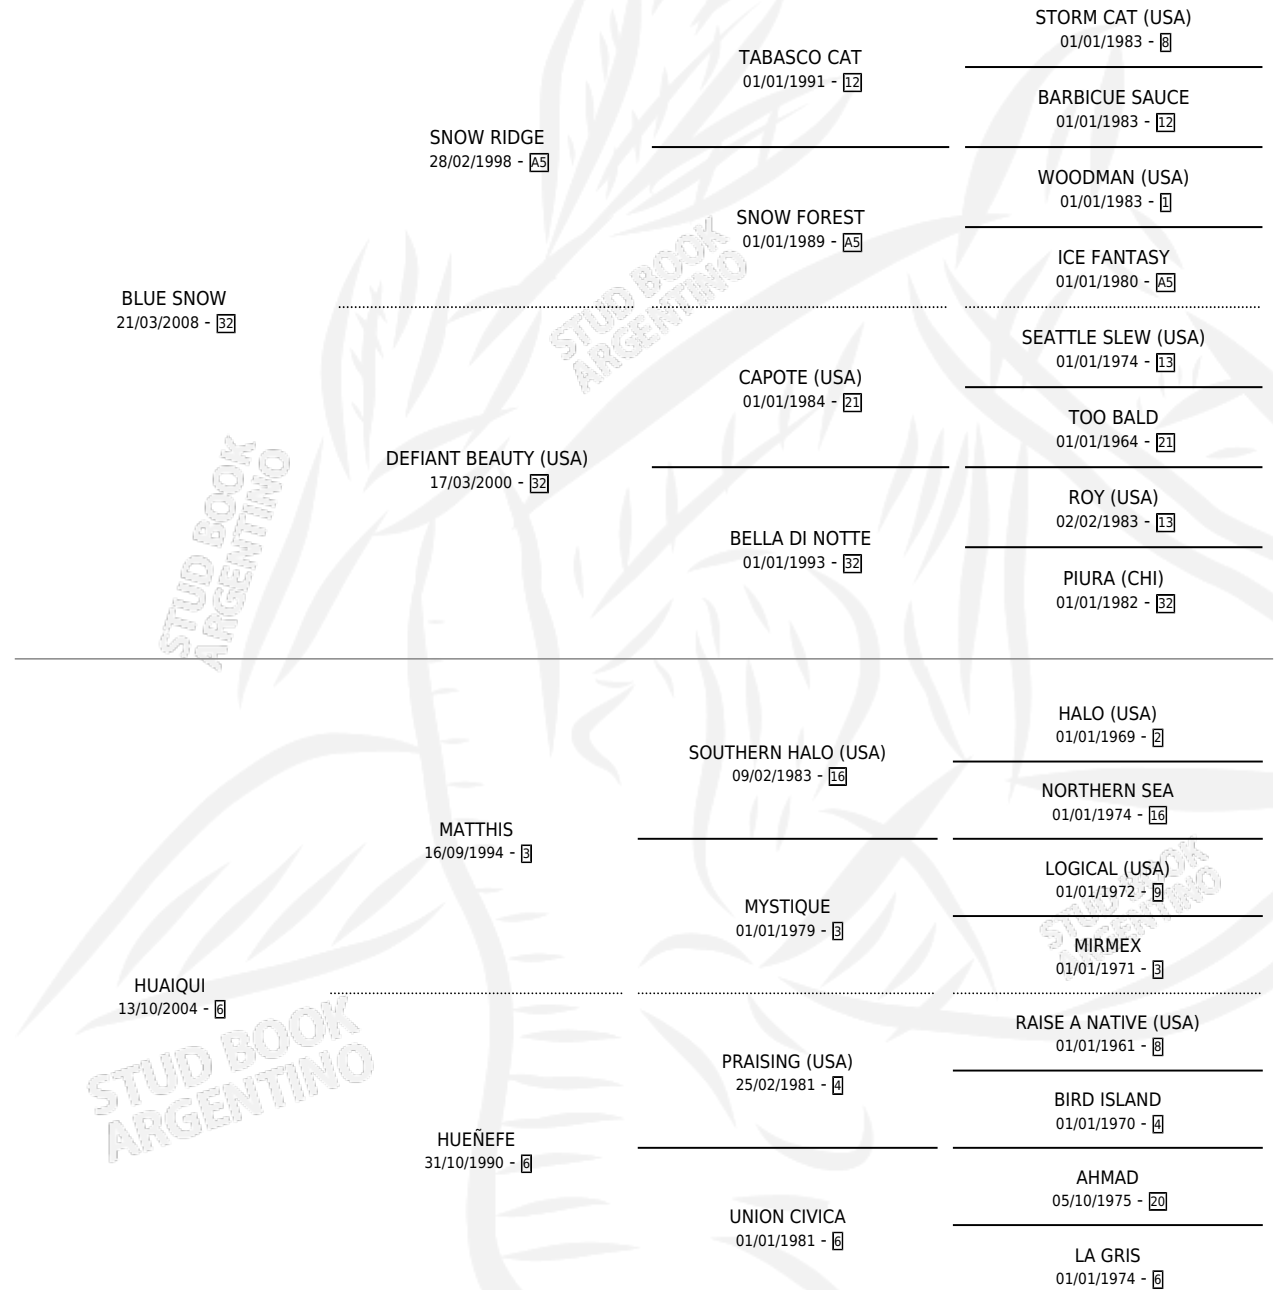 STORM CAT (USA)
01/01/1983 - 8
TABASCO CAT
01/01/1991 - 12
BARBICUE SAUCE
01/01/1983 - 12
SNOW RIDGE
28/02/1998 - A5
WOODMAN (USA)
01/01/1983 - 1
SNOW FOREST
01/01/1989 - A5
ICE FANTASY
01/01/1980 - A5
BLUE SNOW
21/03/2008 - 32
SEATTLE SLEW (USA)
01/01/1974 - 13
CAPOTE (USA)
01/01/1984 - 21
TOO BALD
01/01/1964 - 21
DEFIANT BEAUTY (USA)
17/03/2000 - 32
ROY (USA)
02/02/1983 - 13
BELLA DI NOTTE
01/01/1993 - 32
PIURA (CHI)
01/01/1982 - 32
HALO (USA)
01/01/1969 - 2
SOUTHERN HALO (USA)
09/02/1983 - 16
NORTHERN SEA
01/01/1974 - 16
MATTHIS
16/09/1994 - 3
LOGICAL (USA)
01/01/1972 - 9
MYSTIQUE
01/01/1979 - 3
MIRMEX
01/01/1971 - 3
HUAIQUI
13/10/2004 - 6
RAISE A NATIVE (USA)
01/01/1961 - 8
PRAISING (USA)
25/02/1981 - 4
BIRD ISLAND
01/01/1970 - 4
HUEÑEFE
31/10/1990 - 6
AHMAD
05/10/1975 - 20
UNION CIVICA
01/01/1981 - 6
LA GRIS
01/01/1974 - 6
STUD BOOK
ARGENTINO
STUD BOOK
ARGENTINO
STUD BOOK
ARGENTINO
STUD BOOK
ARGENTINO